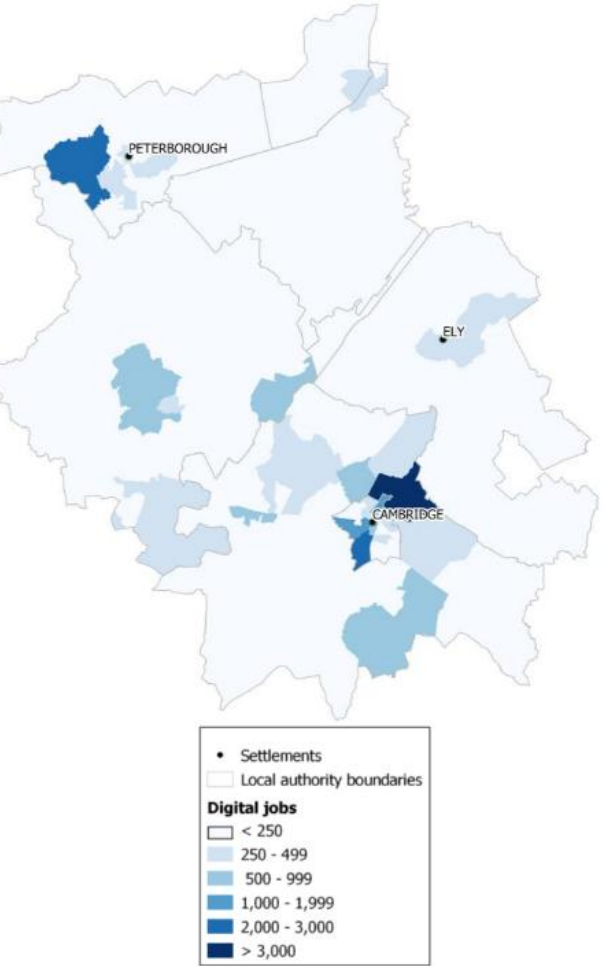 PETERBOROUGH
ELY
CAMBRIDGE
Settlements
Local authority boundaries
Digital jobs
< 250
250 - 499
500 - 999
1,000 - 1,999
2,000 - 3,000
> 3,000